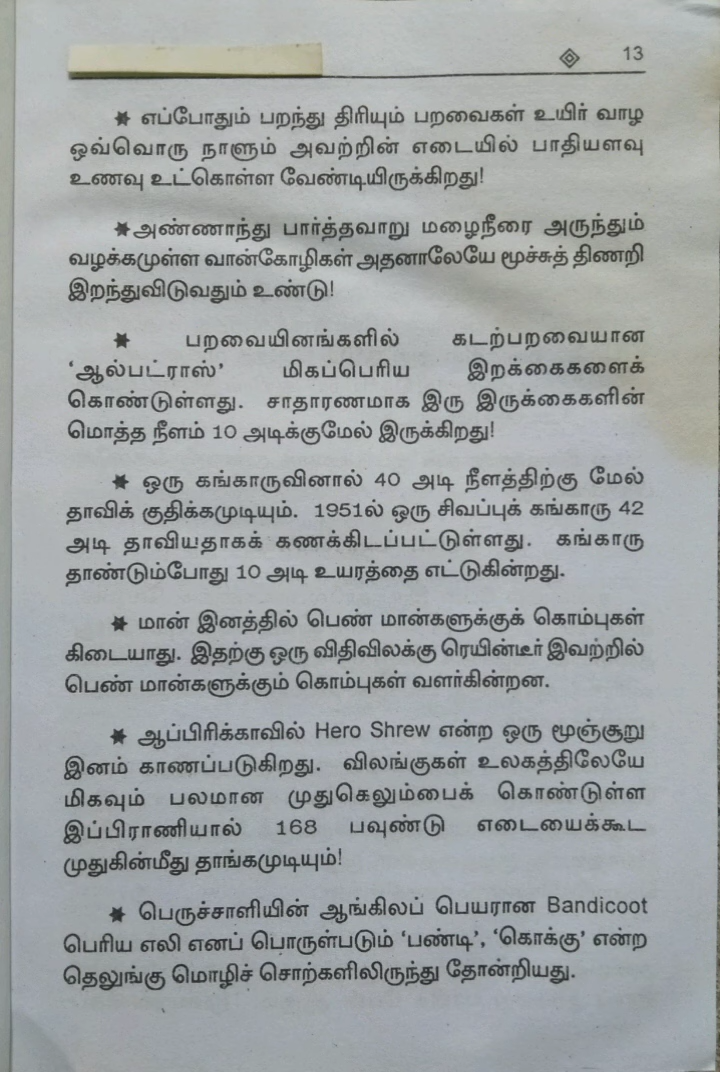 13
✷ எப்போதும் பறந்து திரியும் பறவைகள் உயிர் வாழ
ஒவ்வொரு நாளும் அவற்றின் எடையில் பாதியளவு
உணவு உட்கொள்ள வேண்டியிருக்கிறது!
✷அண்ணாந்து பார்த்தவாறு மழைநீரை அருந்தும்
வழக்கமுள்ள வான்கோழிகள் அதனாலேயே மூச்சுத் திணறி
இறந்துவிடுவதும் உண்டு!
✷ பறவையினங்களில் கடற்பறவையான
‘ஆல்பட்ராஸ்’ மிகப்பெரிய இறக்கைகளைக்
கொண்டுள்ளது. சாதாரணமாக இரு இருக்கைகளின்
மொத்த நீளம் 10 அடிக்குமேல் இருக்கிறது!
✷ ஒரு கங்காருவினால் 40 அடி நீளத்திற்கு மேல்
தாவிக் குதிக்கமுடியும். 1951ல் ஒரு சிவப்புக் கங்காரு 42
அடி தாவியதாகக் கணக்கிடப்பட்டுள்ளது. கங்காரு
தாண்டும்போது 10 அடி உயரத்தை எட்டுகின்றது.
✷ மான் இனத்தில் பெண் மான்களுக்குக் கொம்புகள்
கிடையாது. இதற்கு ஒரு விதிவிலக்கு ரெயின்டீர் இவற்றில்
பெண் மான்களுக்கும் கொம்புகள் வளர்கின்றன.
✷ ஆப்பிரிக்காவில் Hero Shrew என்ற ஒரு மூஞ்சூறு
இனம் காணப்படுகிறது. விலங்குகள் உலகத்திலேயே
மிகவும் பலமான முதுகெலும்பைக் கொண்டுள்ள
இப்பிராணியால் 168 பவுண்டு எடையைக்கூட
முதுகின்மீது தாங்கமுடியும்!
✷ பெருச்சாளியின் ஆங்கிலப் பெயரான Bandicoot
பெரிய எலி எனப் பொருள்படும் ‘பண்டி’, ‘கொக்கு’ என்ற
தெலுங்கு மொழிச் சொற்களிலிருந்து தோன்றியது.